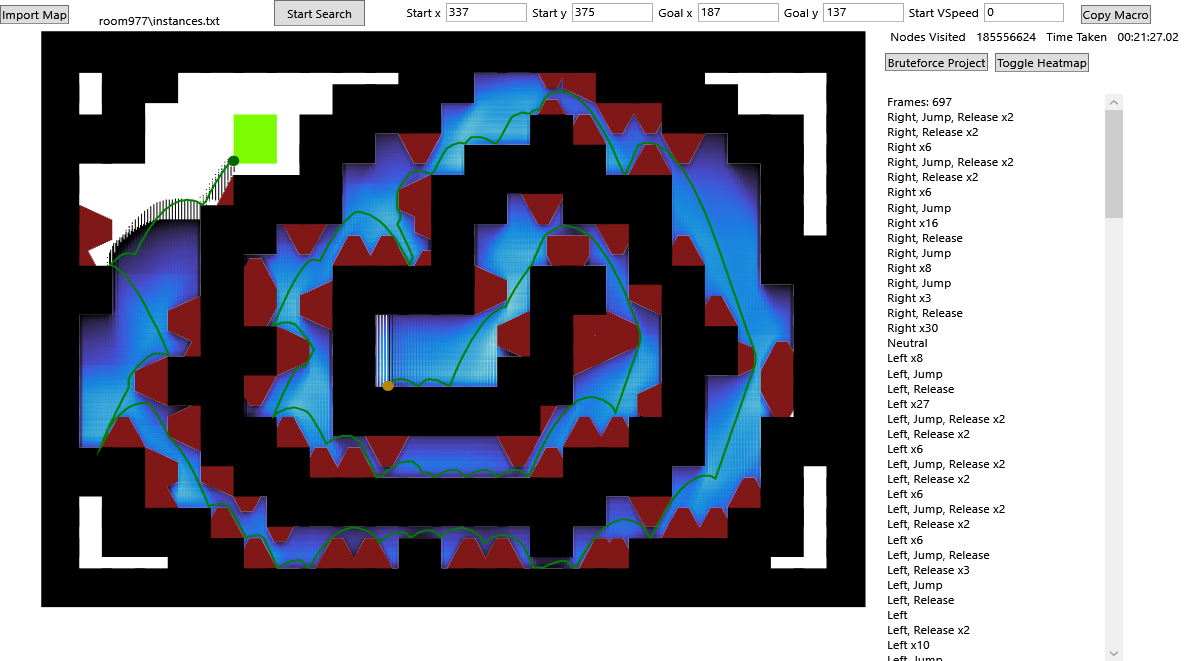 Import Map
room977\instances.txt
Start Search
Start x 337 Start y 375 Goal x 187 Goal y 137 Start VSpeed 0
Copy Macro
Nodes Visited 185556624 Time Taken 00:21:27.02
Bruteforce Project Toggle Heatmap
Frames: 697
Right, Jump, Release x2
Right, Release x2
Right x6
Right, Jump, Release x2
Right, Release x2
Right x6
Right, Jump
Right x16
Right, Release
Right, Jump
Right x8
Right, Jump
Right x3
Right, Release
Right x30
Neutral
Left x8
Left, Jump
Left, Release
Left x27
Left, Jump, Release x2
Left, Release x2
Left x6
Left, Jump, Release x2
Left, Release x2
Left x6
Left, Jump, Release x2
Left, Release x2
Left x6
Left, Jump, Release
Left, Release x3
Left, Jump
Left, Release
Left
Left, Release x2
Left x10
Left, Jump